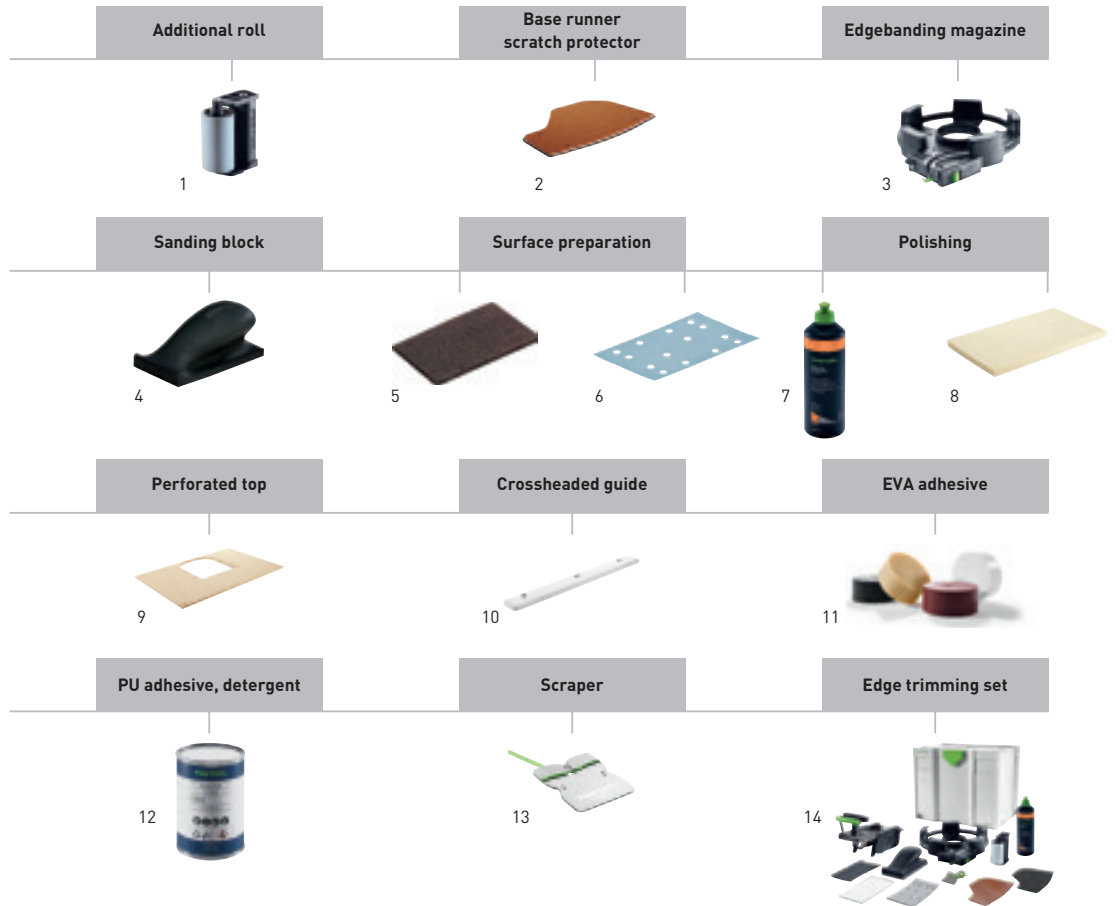 Additional roll
Base runner
scratch protector
Edgebanding magazine
1
2
3
Sanding block
Surface preparation
Polishing
4
5
6
7
8
Perforated top
Crossheaded guide
EVA adhesive
9
10
11
PU adhesive, detergent
Scraper
Edge trimming set
12
13
14